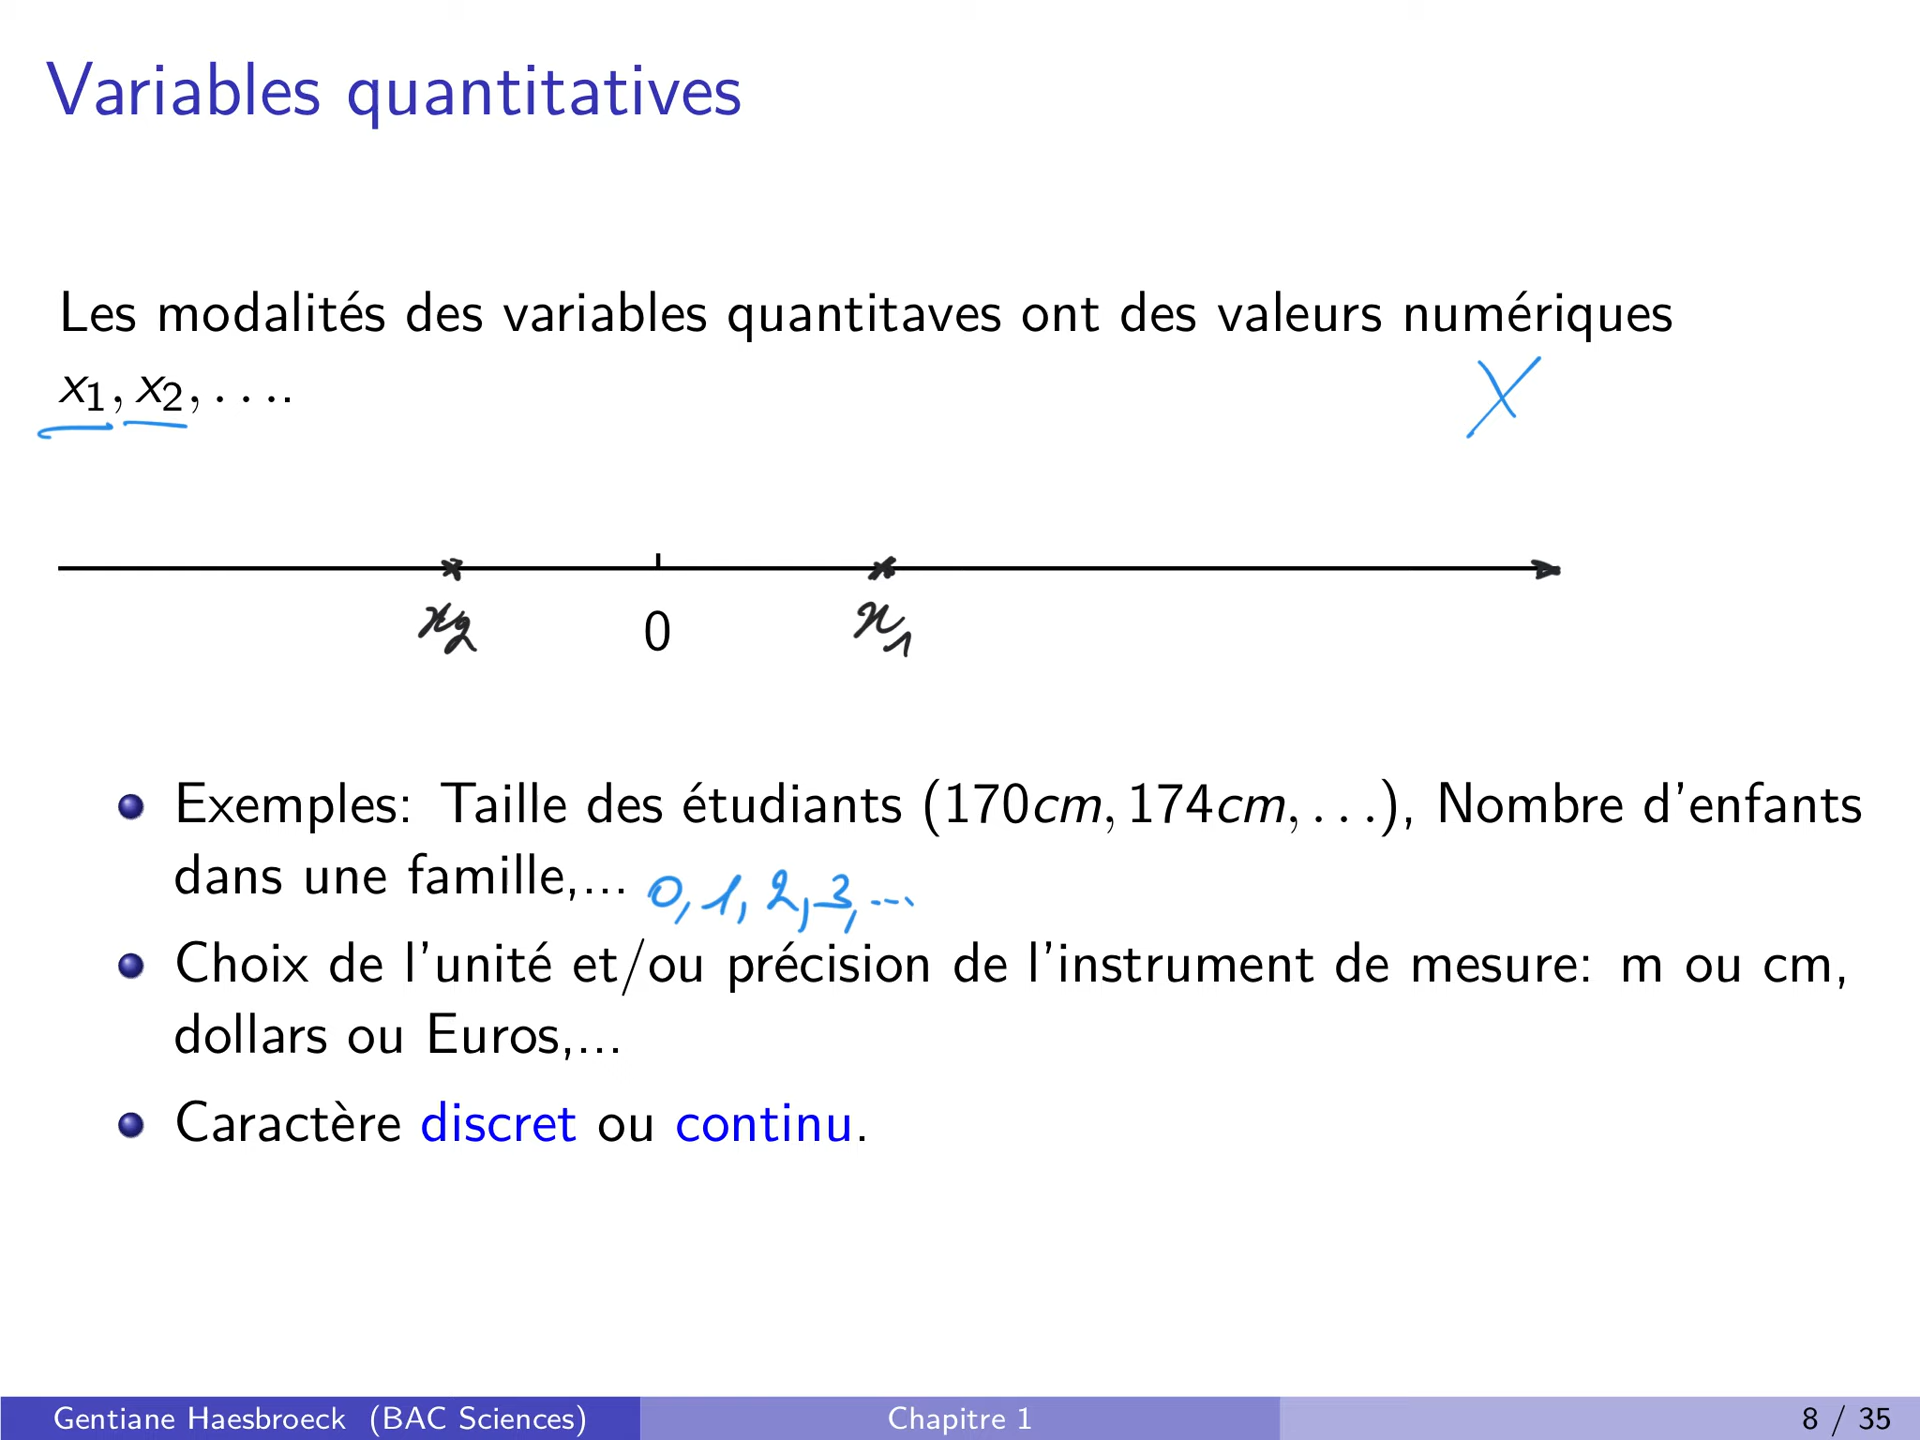 Variables quantitatives
Les modalités des variables quantitaves ont des valeurs numériques
x1, x2, . . ..
X
x2 0 x1
Exemples: Taille des étudiants (170cm, 174cm, . . .), Nombre d'enfants
dans une famille,... 0, 1, 2, 3, ...
Choix de l'unité et/ou précision de l'instrument de mesure: m ou cm,
dollars ou Euros,...
Caractère discret ou continu.
Gentiane Haesbroeck (BAC Sciences) Chapitre 1 8 / 35